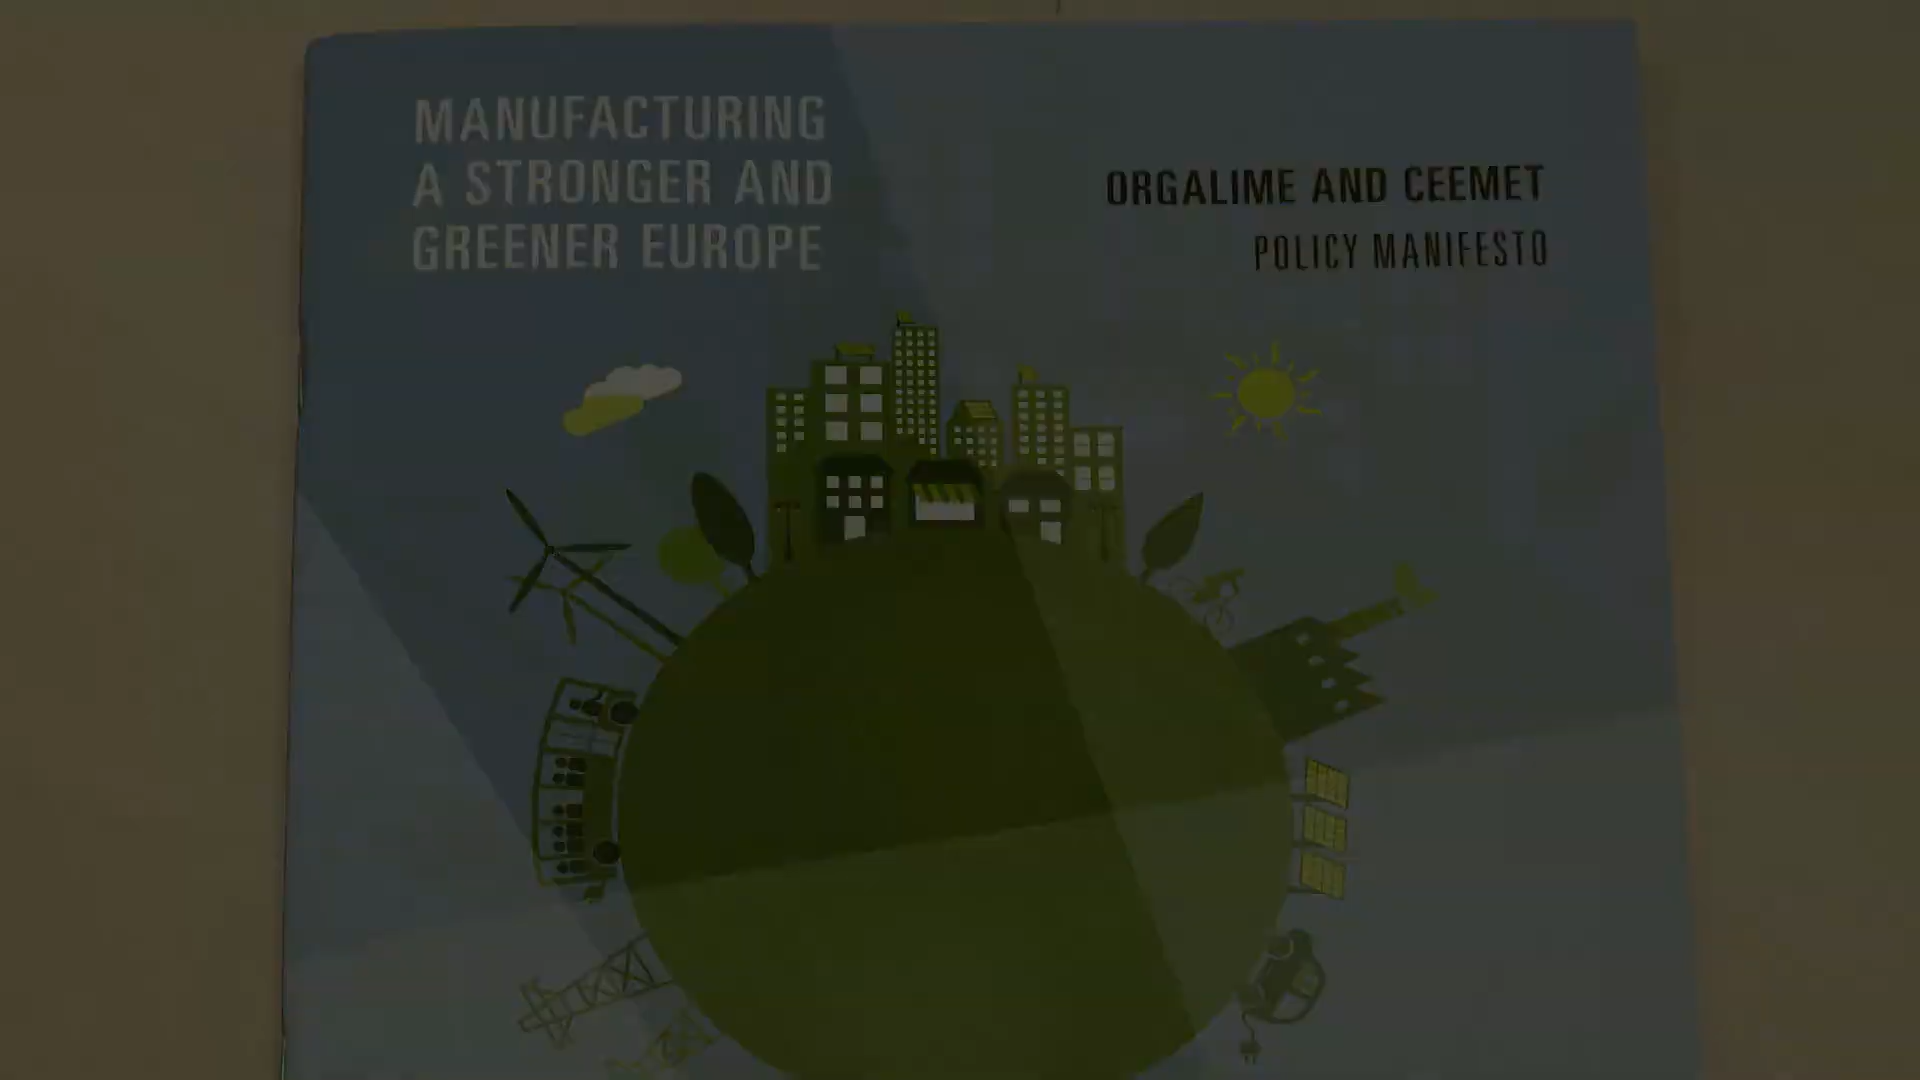 MANUFACTURING
A STRONGER AND
GREENER EUROPE
ORGALIME AND CEEMET
POLICY MANIFESTO